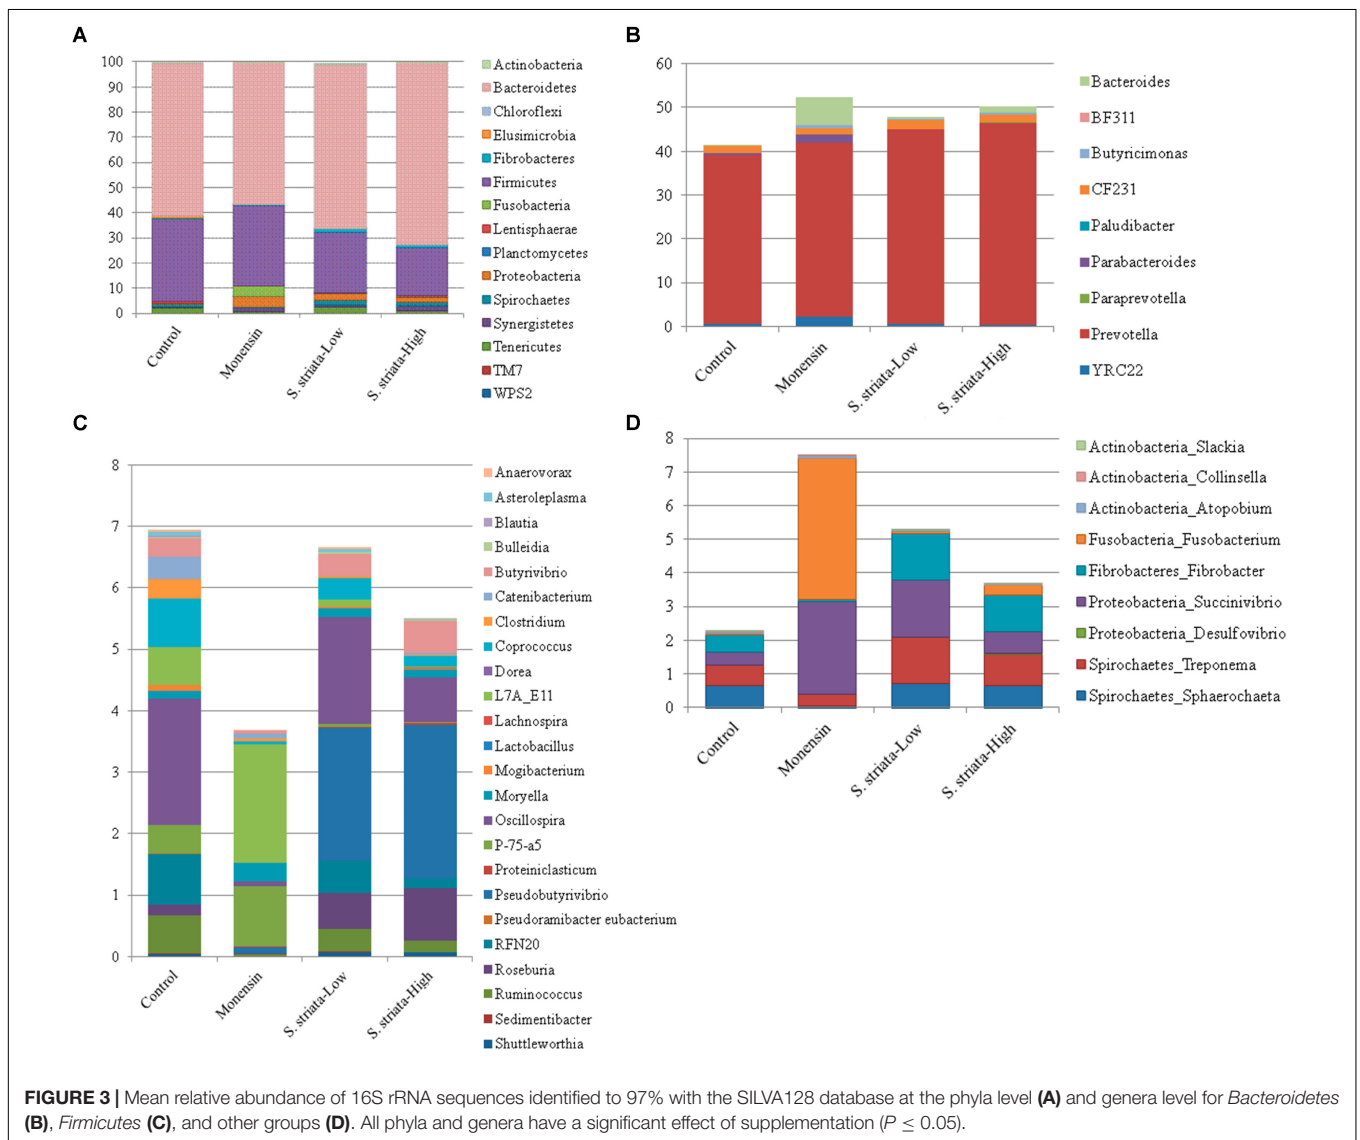 A
100
90
80
70
60
50
40
30
20
10
0
Control
Monensin
S. striata-Low
S. striata-High
Actinobacteria
Bacteroidetes
Chloroflexi
Elusimicrobia
Fibrobacteres
Firmicutes
Fusobacteria
Lentisphaerae
Planctomycetes
Proteobacteria
Spirochaetes
Synergistetes
Tenericutes
TM7
WPS2
B
60
50
40
30
20
10
0
Control
Monensin
S. striata-Low
S. striata-High
Bacteroides
BF311
Butyricimonas
CF231
Paludibacter
Parabacteroides
Paraprevotella
Prevotella
YRC22
C
8
7
6
5
4
3
2
1
0
Control
Monensin
S. striata-Low
S. striata-High
Anaerovorax
Asteroleplasma
Blautia
Bulleidia
Butyrivibrio
Catenibacterium
Clostridium
Coprococcus
Dorea
L7A_E11
Lachnospira
Lactobacillus
Mogibacterium
Moryella
Oscillospira
P-75-a5
Proteiniclasticum
Pseudobutyrivibrio
Pseudoramibacter eubacterium
RFN20
Roseburia
Ruminococcus
Sedimentibacter
Shuttleworthia
D
8
7
6
5
4
3
2
1
0
Control
Monensin
S. striata-Low
S. striata-High
Actinobacteria_Slackia
Actinobacteria_Collinsella
Actinobacteria_Atopobium
Fusobacteria_Fusobacterium
Fibrobacteres_Fibrobacter
Proteobacteria_Succinivibrio
Proteobacteria_Desulfovibrio
Spirochaetes_Treponema
Spirochaetes_Sphaerochaeta
FIGURE 3 | Mean relative abundance of 16S rRNA sequences identified to 97% with the SILVA128 database at the phyla level (A) and genera level for Bacteroidetes
(B), Firmicutes (C), and other groups (D). All phyla and genera have a significant effect of supplementation (P ≤ 0.05).